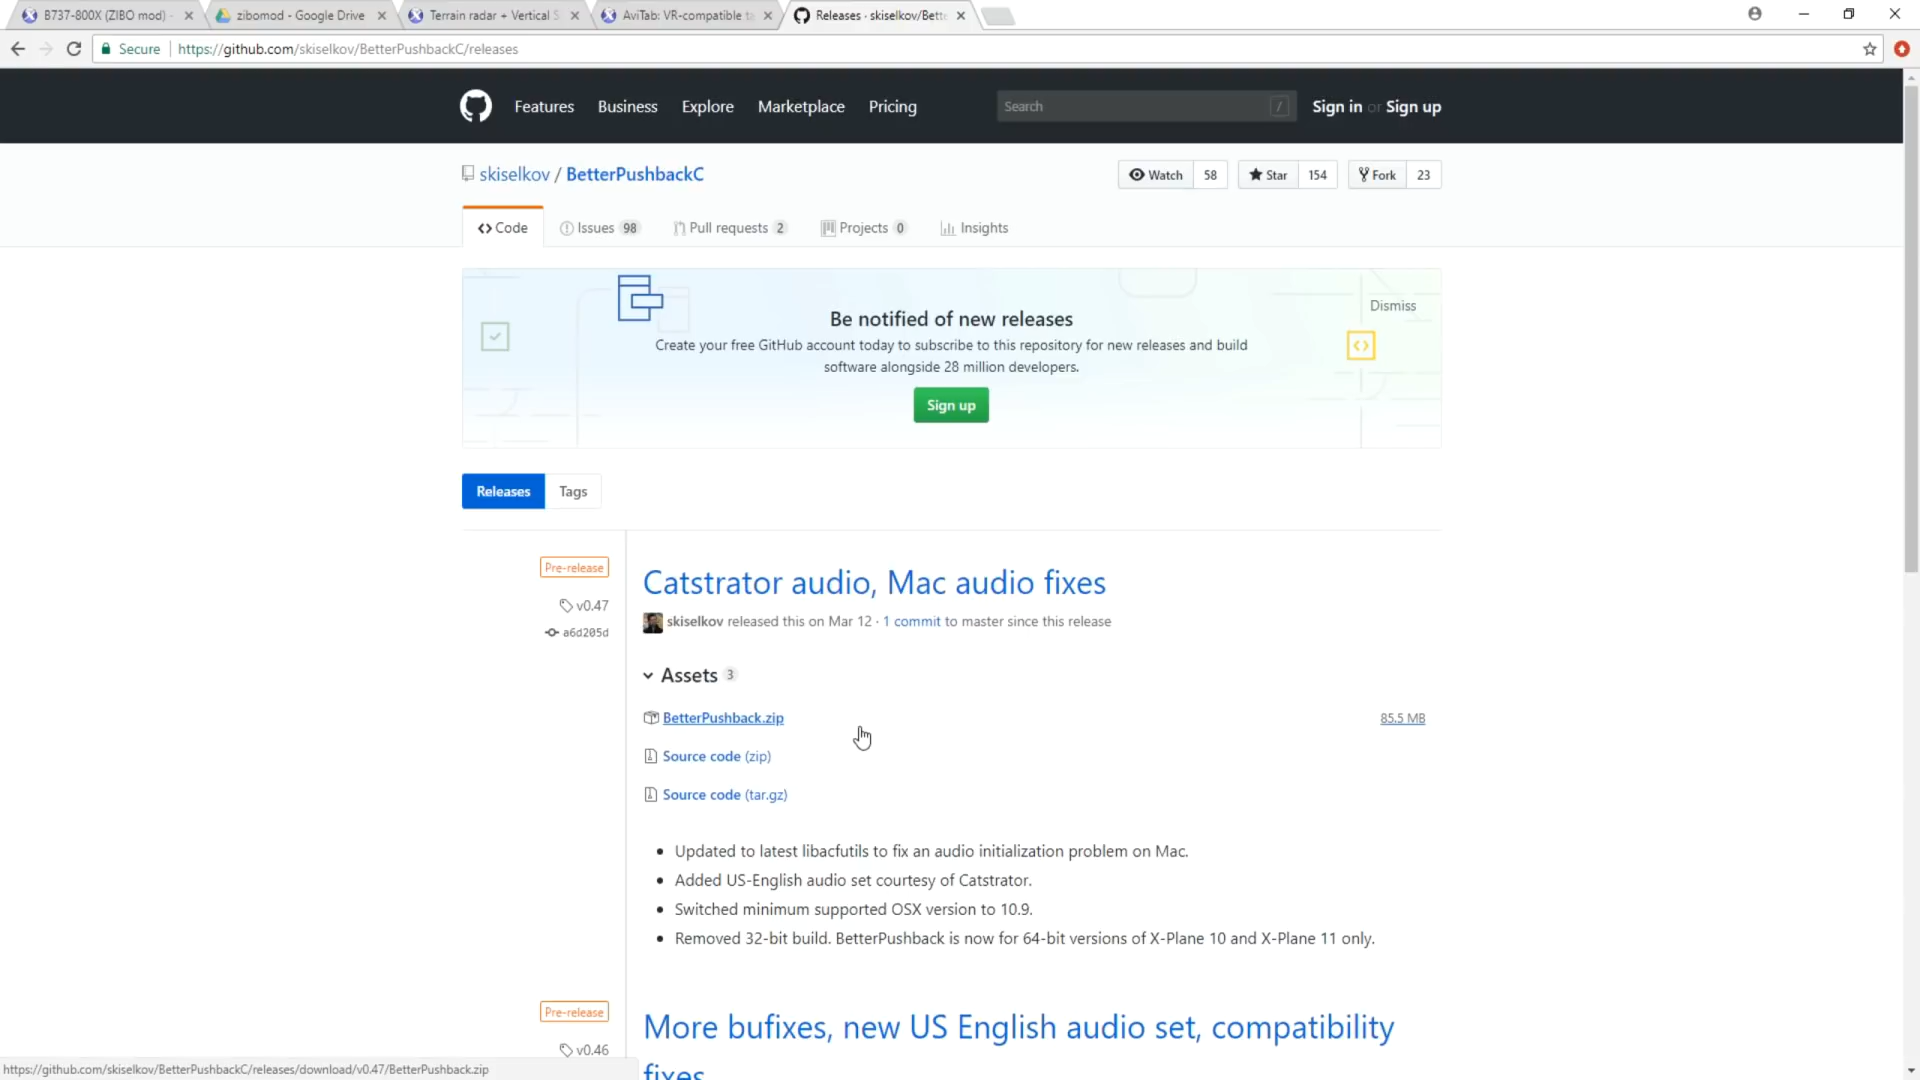 B737-800X (ZIBO mod) -
zibomod - Google Drive
Terrain radar + Vertical S
AviTab: VR-compatible ta
Releases · skiselkov/Bett
Secure
https://github.com/skiselkov/BetterPushbackC/releases
Features
Business
Explore
Marketplace
Pricing
Search
/
Sign in or Sign up
skiselkov / BetterPushbackC
Watch 58
Star 154
Fork 23
Code
Issues 98
Pull requests 2
Projects 0
Insights
Dismiss
Be notified of new releases
Create your free GitHub account today to subscribe to this repository for new releases and build
software alongside 28 million developers.
Sign up
Releases
Tags
Pre-release
v0.47
a6d205d
Catstrator audio, Mac audio fixes
skiselkov released this on Mar 12 · 1 commit to master since this release
Assets 3
BetterPushback.zip
85.5 MB
Source code (zip)
Source code (tar.gz)
• Updated to latest libacfutils to fix an audio initialization problem on Mac.
• Added US-English audio set courtesy of Catstrator.
• Switched minimum supported OSX version to 10.9.
• Removed 32-bit build. BetterPushback is now for 64-bit versions of X-Plane 10 and X-Plane 11 only.
Pre-release
v0.46
More bufixes, new US English audio set, compatibility
fixes
https://github.com/skiselkov/BetterPushbackC/releases/download/v0.47/BetterPushback.zip